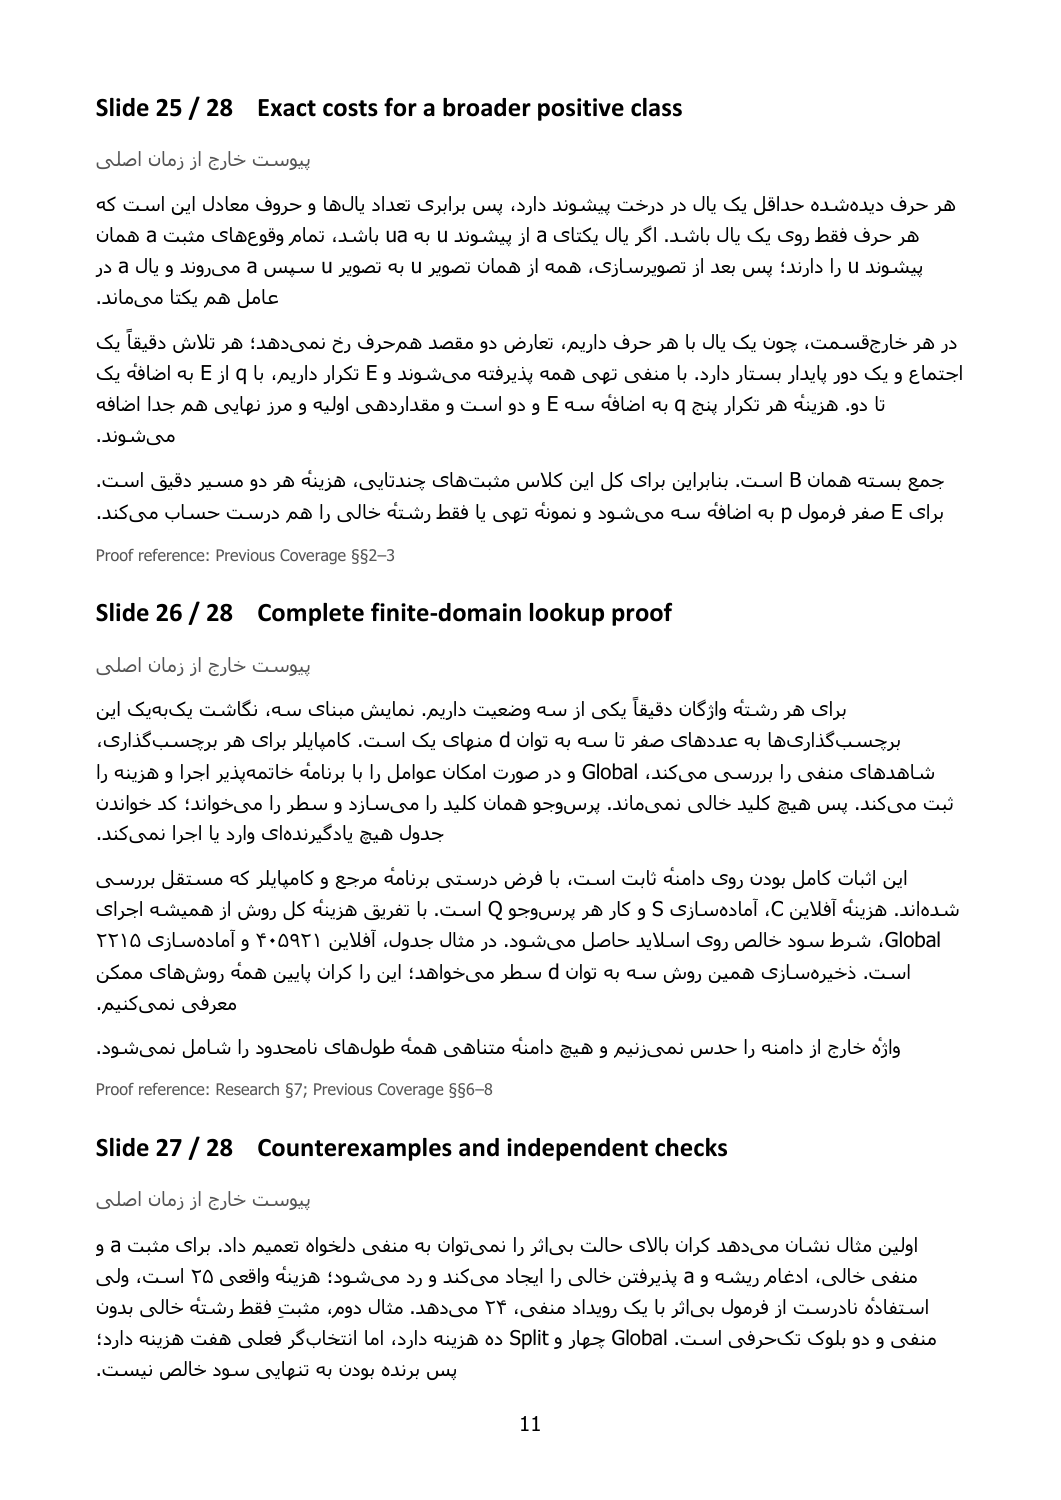 Slide 25 / 28 Exact costs for a broader positive class
پیوست خارج از زمان اصلی
هر حرف دیده‌شده حداقل یک یال در درخت پیشوند دارد، پس برابری تعداد یال‌ها و حروف معادل این است که
هر حرف فقط روی یک یال باشد. اگر یال یکتای a از پیشوند u به ua باشد، تمام وقوع‌های مثبت a همان
پیشوند u را دارند؛ پس بعد از تصویرسازی، همه از همان تصویر u به تصویر u سپس a می‌روند و یال a در
عامل هم یکتا می‌ماند.
در هر خارج‌قسمت، چون یک یال با هر حرف داریم، تعارض دو مقصد هم‌حرف رخ نمی‌دهد؛ هر تلاش دقیقاً یک
اجتماع و یک دور پایدار بستار دارد. با منفی تهی همه پذیرفته می‌شوند و E تکرار داریم، با q از E به اضافهٔ یک
تا دو. هزینهٔ هر تکرار پنج q به اضافهٔ سه E و دو است و مقداردهی اولیه و مرز نهایی هم جدا اضافه
می‌شوند.
جمع بسته همان B است. بنابراین برای کل این کلاس مثبت‌های چندتایی، هزینهٔ هر دو مسیر دقیق است.
برای E صفر فرمول p به اضافهٔ سه می‌شود و نمونهٔ تهی یا فقط رشتهٔ خالی را هم درست حساب می‌کند.
Proof reference: Previous Coverage §§2–3
Slide 26 / 28 Complete finite-domain lookup proof
پیوست خارج از زمان اصلی
برای هر رشتهٔ واژگان دقیقاً یکی از سه وضعیت داریم. نمایش مبنای سه، نگاشت یک‌به‌یک این
برچسب‌گذاری‌ها به عددهای صفر تا سه به توان d منهای یک است. کامپایلر برای هر برچسب‌گذاری،
شاهدهای منفی را بررسی می‌کند، Global و در صورت امکان عوامل را با برنامهٔ خاتمه‌پذیر اجرا و هزینه را
ثبت می‌کند. پس هیچ کلید خالی نمی‌ماند. پرس‌وجو همان کلید را می‌سازد و سطر را می‌خواند؛ کد خواندن
جدول هیچ یادگیرنده‌ای وارد یا اجرا نمی‌کند.
این اثبات کامل بودن روی دامنهٔ ثابت است، با فرض درستی برنامهٔ مرجع و کامپایلر که مستقل بررسی
شده‌اند. هزینهٔ آفلاین C، آماده‌سازی S و کار هر پرس‌وجو Q است. با تفریق هزینهٔ کل روش از همیشه اجرای
Global، شرط سود خالص روی اسلاید حاصل می‌شود. در مثال جدول، آفلاین ۴۰۵۹۲۱ و آماده‌سازی ۲۲۱۵
است. ذخیره‌سازی همین روش سه به توان d سطر می‌خواهد؛ این را کران پایین همهٔ روش‌های ممکن
معرفی نمی‌کنیم.
واژه خارج از دامنه را حدس نمی‌زنیم و هیچ دامنهٔ متناهی همهٔ طول‌های نامحدود را شامل نمی‌شود.
Proof reference: Research §7; Previous Coverage §§6–8
Slide 27 / 28 Counterexamples and independent checks
پیوست خارج از زمان اصلی
اولین مثال نشان می‌دهد کران بالای حالت بی‌اثر را نمی‌توان به منفی دلخواه تعمیم داد. برای مثبت a و
منفی خالی، ادغام ریشه و a پذیرفتن خالی را ایجاد می‌کند و رد می‌شود؛ هزینهٔ واقعی ۲۵ است، ولی
استفادهٔ نادرست از فرمول بی‌اثر با یک رویداد منفی، ۲۴ می‌دهد. مثال دوم، مثبتِ فقط رشتهٔ خالی بدون
منفی و دو بلوک تک‌حرفی است. Global چهار و Split ده هزینه دارد، اما انتخاب‌گر فعلی هفت هزینه دارد؛
پس برنده بودن به تنهایی سود خالص نیست.
11